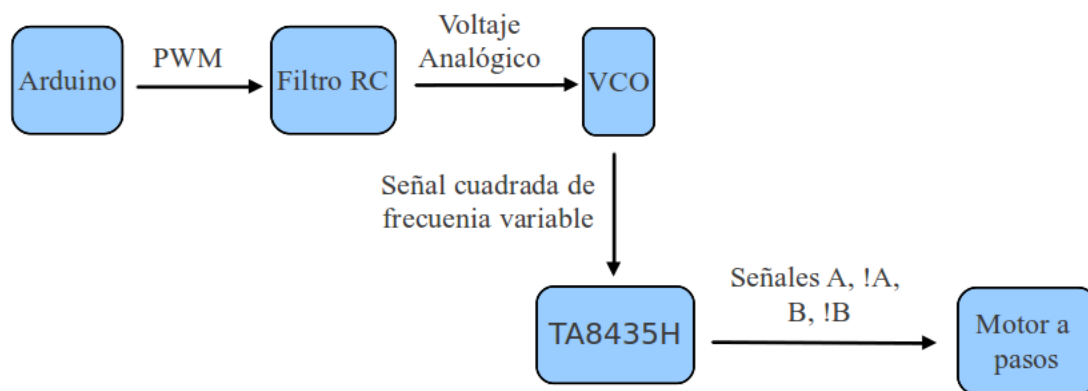 Arduino
PWM
Filtro RC
Voltaje
Analógico
VCO
Señal cuadrada de
frecuenia variable
TA8435H
Señales A, !A,
B, !B
Motor a
pasos